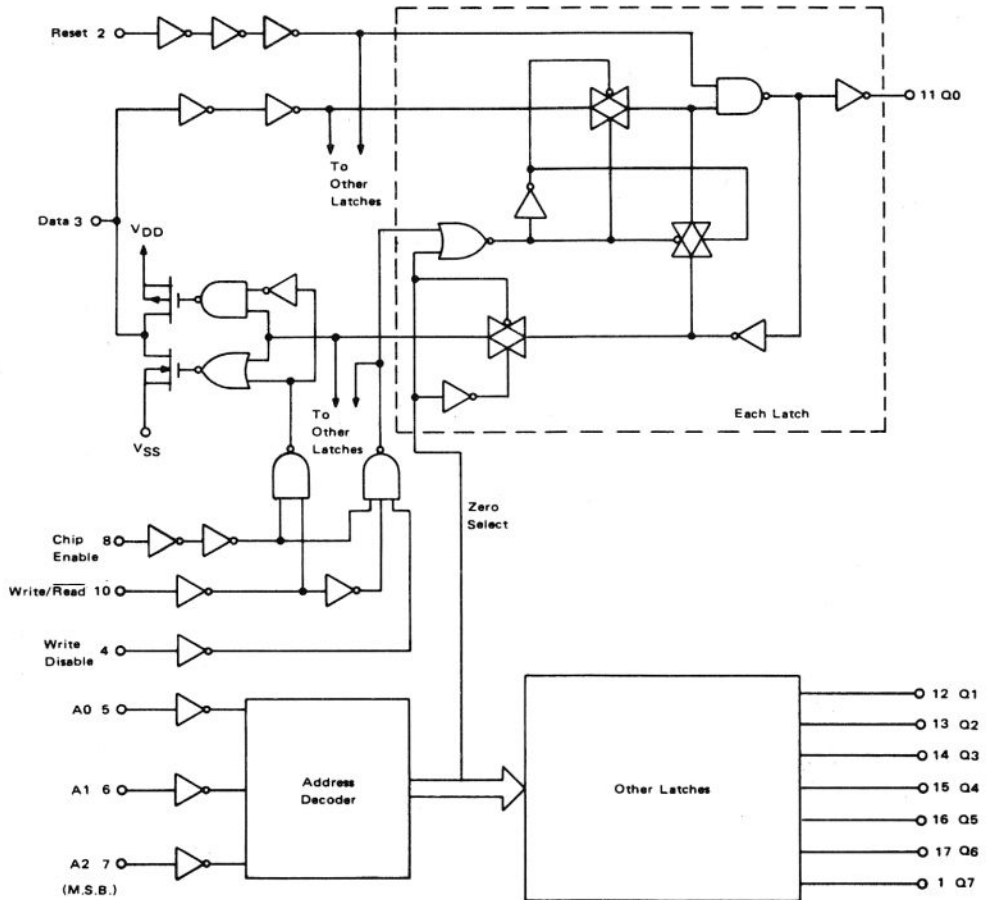 Reset 2
11 Q0
To
Other
Latches
Data 3
VDD
VSS
To
Other
Latches
Each Latch
Zero
Select
Chip
Enable
8
Write/Read 10
Write
Disable
4
A0 5
A1 6
A2 7
(M.S.B.)
Address
Decoder
Other Latches
12 Q1
13 Q2
14 Q3
15 Q4
16 Q5
17 Q6
1 Q7